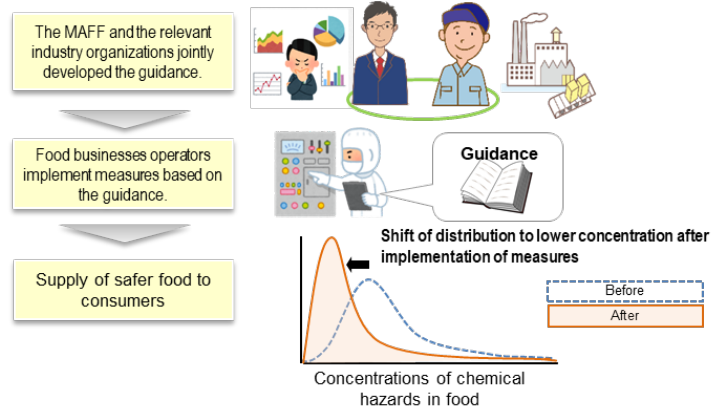 The MAFF and the relevant
industry organizations jointly
developed the guidance.
Food businesses operators
implement measures based on
the guidance.
Guidance
Supply of safer food to
consumers
Shift of distribution to lower concentration after
implementation of measures
Before
After
Concentrations of chemical
hazards in food